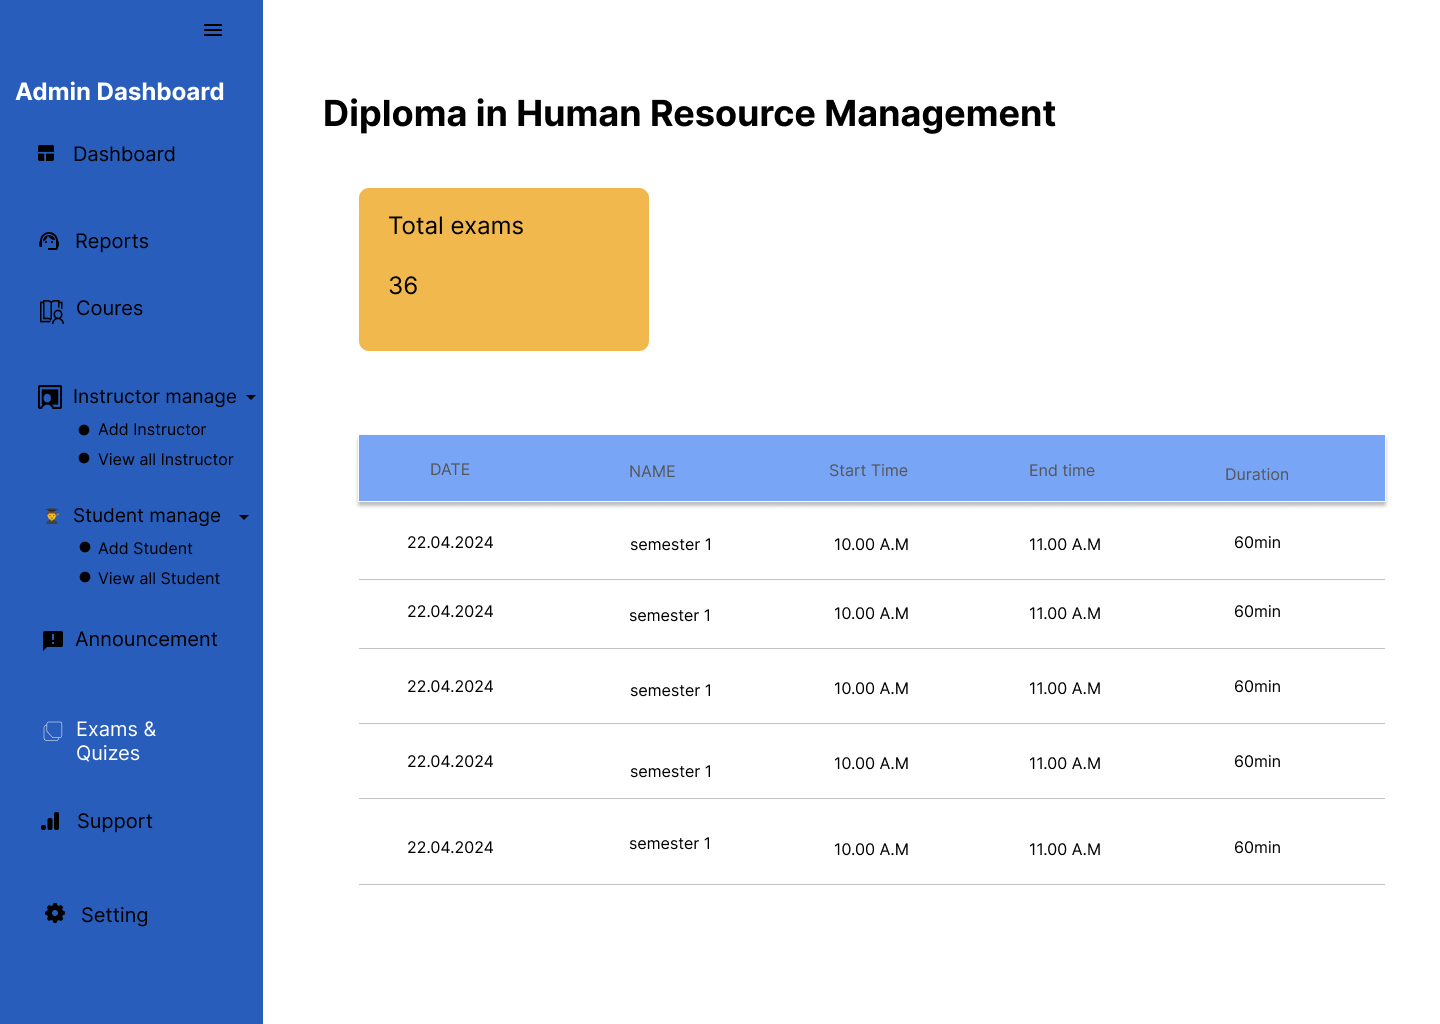 Admin Dashboard
Dashboard
Reports
Coures
Instructor manage
Add Instructor
View all Instructor
Student manage
Add Student
View all Student
Announcement
Exams &
Quizes
Support
Setting
Diploma in Human Resource Management
Total exams
36
DATE NAME Start Time End time Duration
22.04.2024 semester 1 10.00 A.M 11.00 A.M 60min
22.04.2024 semester 1 10.00 A.M 11.00 A.M 60min
22.04.2024 semester 1 10.00 A.M 11.00 A.M 60min
22.04.2024 semester 1 10.00 A.M 11.00 A.M 60min
22.04.2024 semester 1 10.00 A.M 11.00 A.M 60min